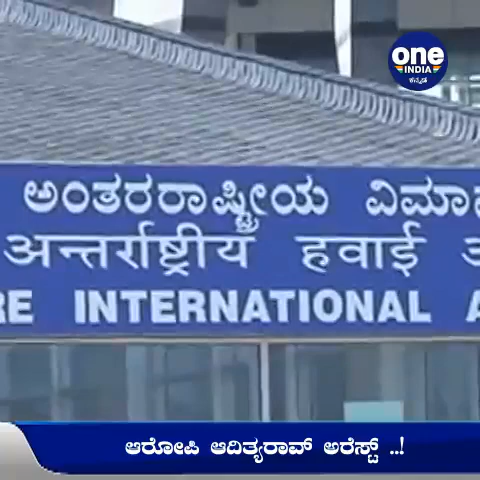 one
INDIA
ಕನ್ನಡ
ಅಂತರರಾಷ್ಟ್ರೀಯ ವಿಮಾ
अन्तर्राष्ट्रीय हवाई
RE INTERNATIONAL A
ಆರೋಪಿ ಆದಿತ್ಯರಾವ್ ಅರೆಸ್ಟ್ ..!